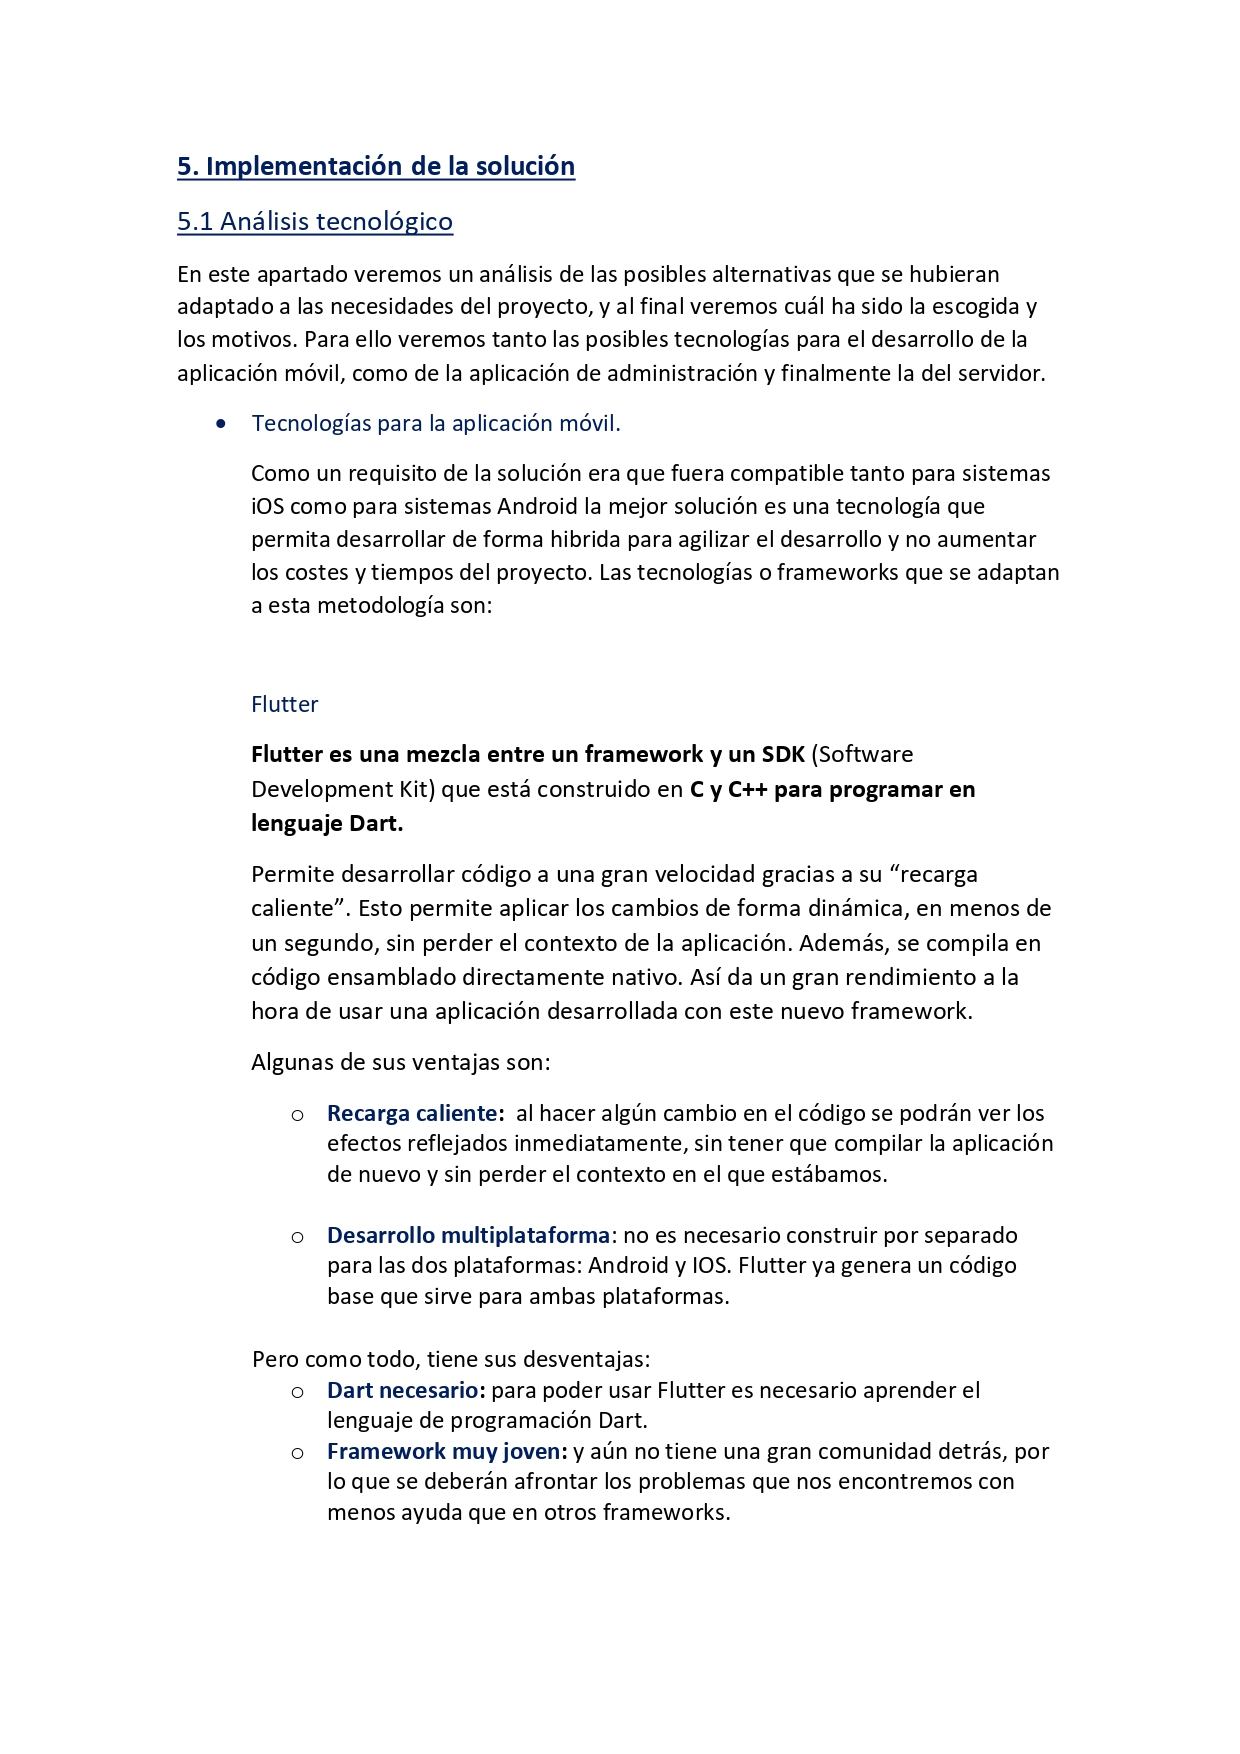 5. Implementación de la solución
5.1 Análisis tecnológico
En este apartado veremos un análisis de las posibles alternativas que se hubieran
adaptado a las necesidades del proyecto, y al final veremos cuál ha sido la escogida y
los motivos. Para ello veremos tanto las posibles tecnologías para el desarrollo de la
aplicación móvil, como de la aplicación de administración y finalmente la del servidor.
• Tecnologías para la aplicación móvil.
Como un requisito de la solución era que fuera compatible tanto para sistemas
iOS como para sistemas Android la mejor solución es una tecnología que
permita desarrollar de forma hibrida para agilizar el desarrollo y no aumentar
los costes y tiempos del proyecto. Las tecnologías o frameworks que se adaptan
a esta metodología son:
Flutter
Flutter es una mezcla entre un framework y un SDK (Software
Development Kit) que está construido en C y C++ para programar en
lenguaje Dart.
Permite desarrollar código a una gran velocidad gracias a su “recarga
caliente”. Esto permite aplicar los cambios de forma dinámica, en menos de
un segundo, sin perder el contexto de la aplicación. Además, se compila en
código ensamblado directamente nativo. Así da un gran rendimiento a la
hora de usar una aplicación desarrollada con este nuevo framework.
Algunas de sus ventajas son:
o Recarga caliente: al hacer algún cambio en el código se podrán ver los
efectos reflejados inmediatamente, sin tener que compilar la aplicación
de nuevo y sin perder el contexto en el que estábamos.
o Desarrollo multiplataforma: no es necesario construir por separado
para las dos plataformas: Android y IOS. Flutter ya genera un código
base que sirve para ambas plataformas.
Pero como todo, tiene sus desventajas:
o Dart necesario: para poder usar Flutter es necesario aprender el
lenguaje de programación Dart.
o Framework muy joven: y aún no tiene una gran comunidad detrás, por
lo que se deberán afrontar los problemas que nos encontremos con
menos ayuda que en otros frameworks.